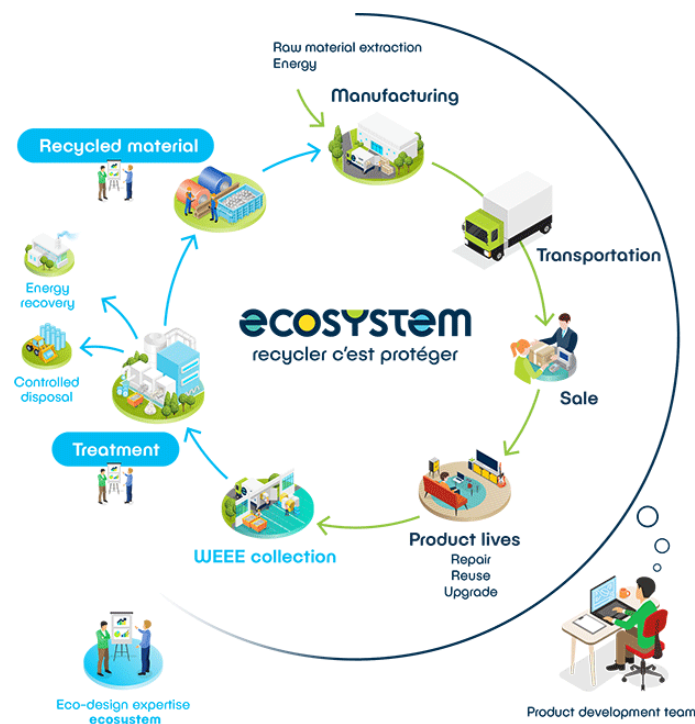 Raw material extraction
Energy
Manufacturing
Recycled material
Transportation
Energy
recovery
ecosystem
recycler c'est protéger
Controlled
disposal
Sale
Treatment
Product lives
Repair
Reuse
Upgrade
WEEE collection
Eco-design expertise
ecosystem
Product development team